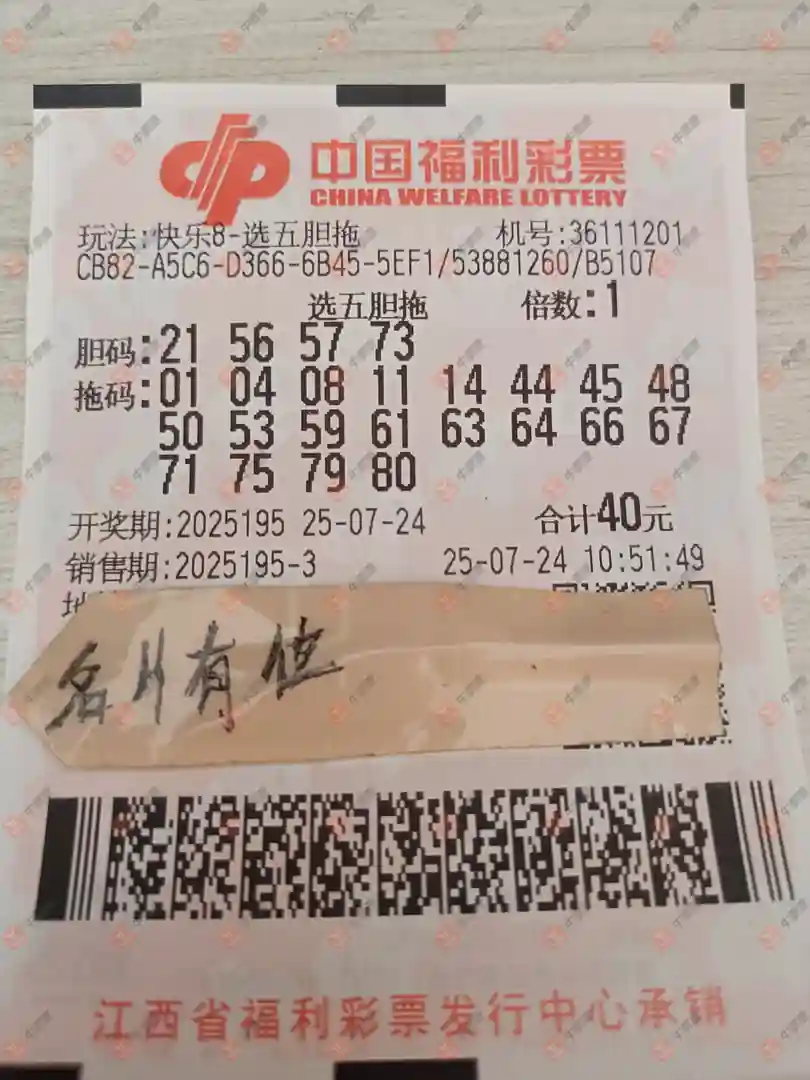 中国福利彩票
CHINA WELFARE LOTTERY
玩法:快乐8-选五胆拖 机号:36111201
CB82-A5C6-D366-6B45-5EF1/53881260/B5107
选五胆拖 倍数:1
胆码:21 56 57 73
拖码:01 04 08 11 14 44 45 48
50 53 59 61 63 64 66 67
71 75 79 80
开奖期:2025195 25-07-24 合计40元
销售期:2025195-3 25-07-24 10:51:49
名片有位
江西省福利彩票发行中心承销